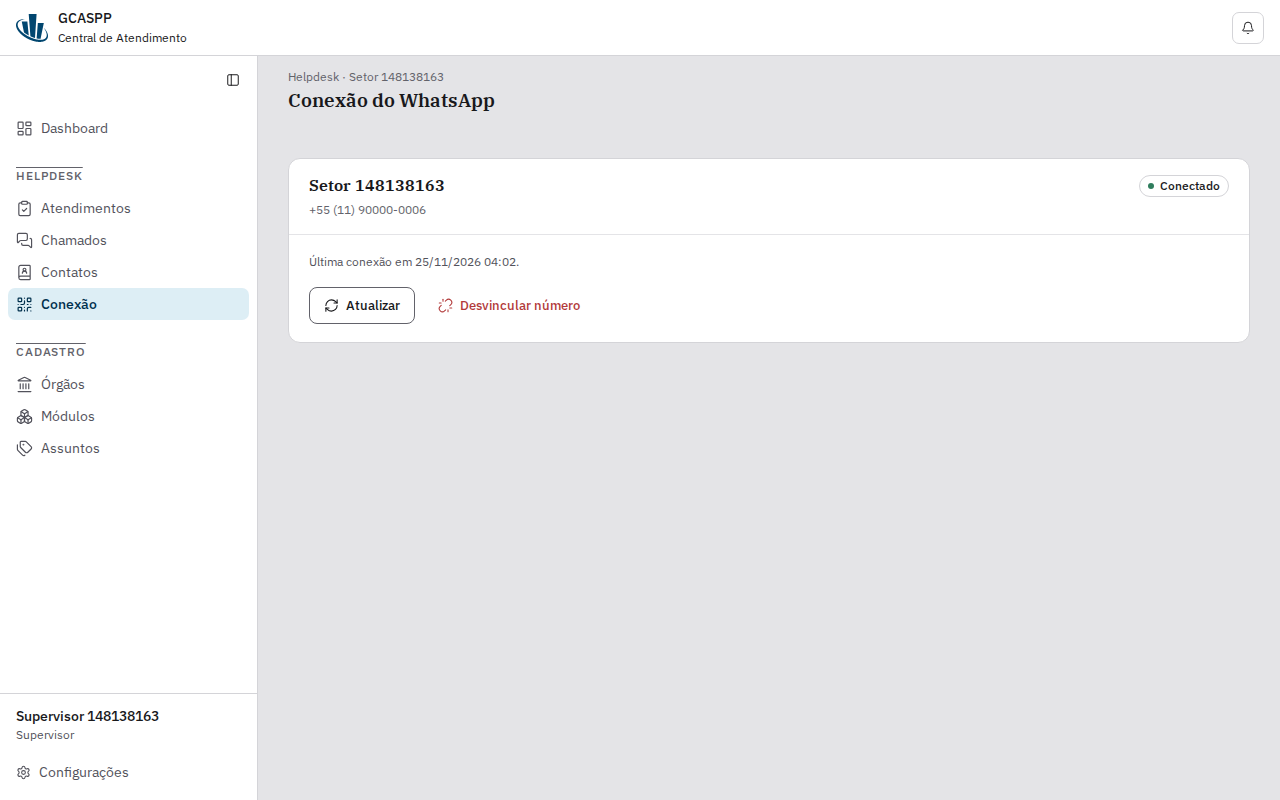 GCASPP
Central de Atendimento
Dashboard
HELPDESK
Atendimentos
Chamados
Contatos
Conexão
CADASTRO
Órgãos
Módulos
Assuntos
Supervisor 148138163
Supervisor
Configurações
Helpdesk · Setor 148138163
Conexão do WhatsApp
Setor 148138163
Conectado
+55 (11) 90000-0006
Última conexão em 25/11/2026 04:02.
Atualizar
Desvincular número